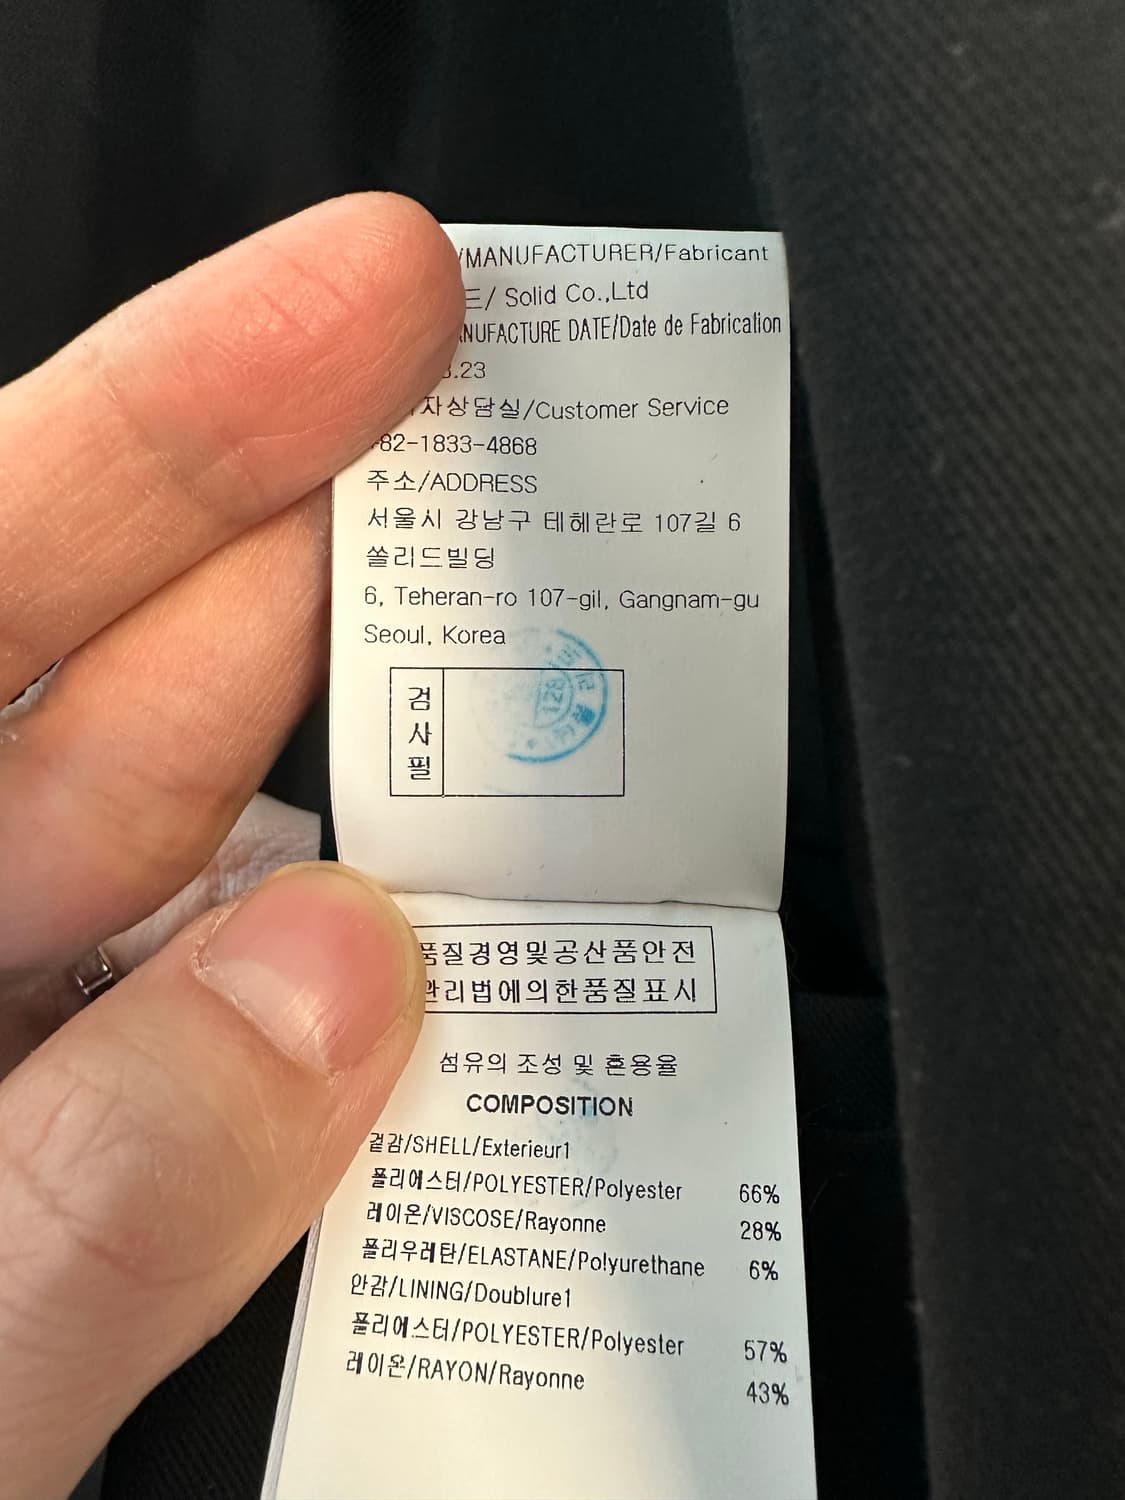 /MANUFACTURER/Fabricant
드/ Solid Co.,Ltd
MANUFACTURE DATE/Date de Fabrication
.23
자상담실/Customer Service
+82-1833-4868
주소/ADDRESS
서울시 강남구 테헤란로 107길 6
쏠리드빌딩
6, Teheran-ro 107-gil, Gangnam-gu
Seoul, Korea
검사필
128
품질경영및공산품안전
관리법에의한품질표시
섬유의 조성 및 혼용율
COMPOSITION
겉감/SHELL/Exterieur1
폴리에스터/POLYESTER/Polyester 66%
레이온/VISCOSE/Rayonne 28%
폴리우레탄/ELASTANE/Polyurethane 6%
안감/LINING/Doublure1
폴리에스터/POLYESTER/Polyester 57%
레이온/RAYON/Rayonne 43%